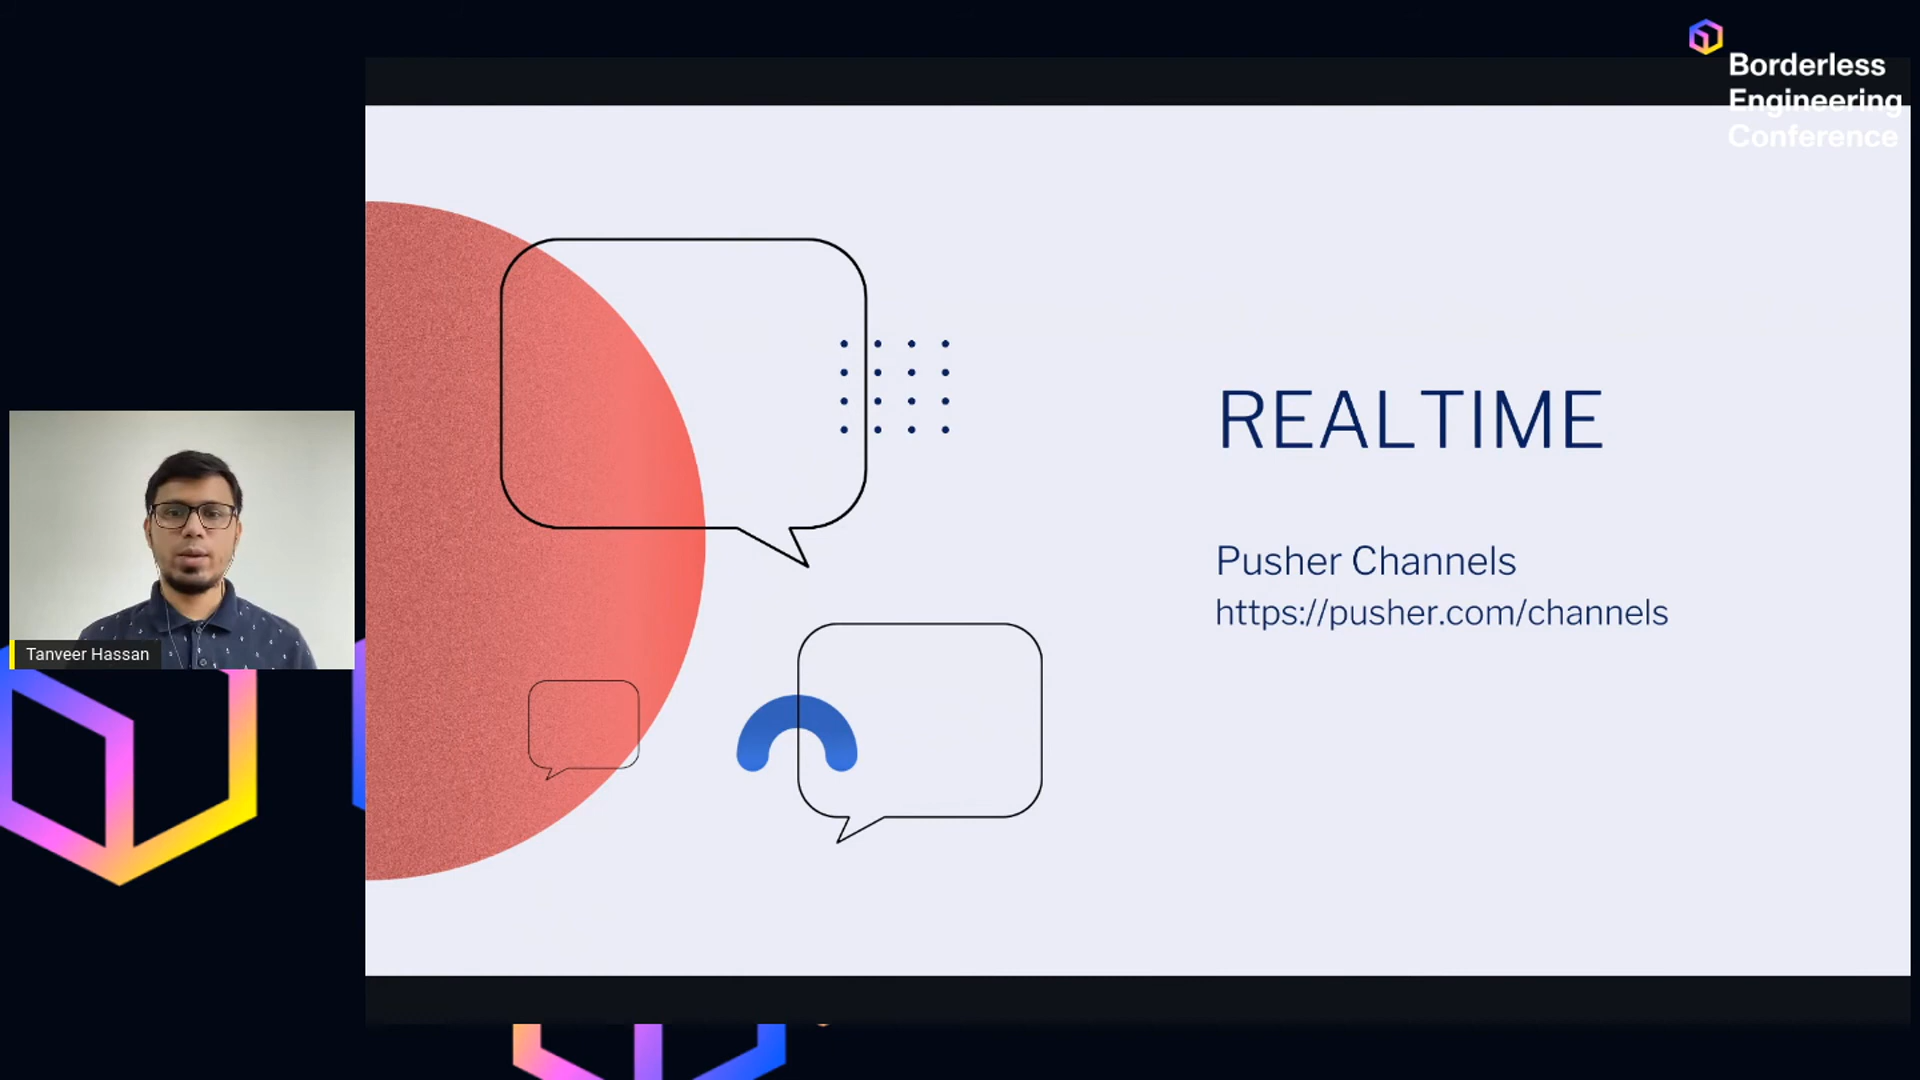 Borderless
Engineering
Conference
REALTIME
Pusher Channels
https://pusher.com/channels
Tanveer Hassan